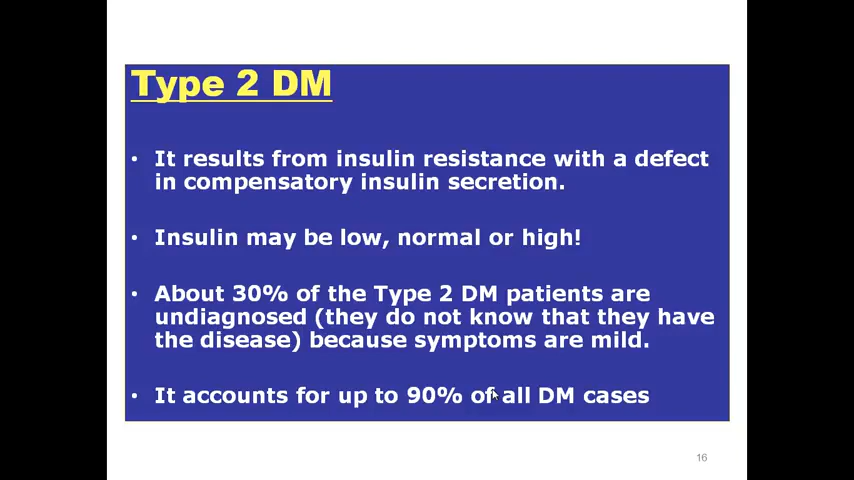 Type 2 DM
• It results from insulin resistance with a defect
in compensatory insulin secretion.
• Insulin may be low, normal or high!
• About 30% of the Type 2 DM patients are
undiagnosed (they do not know that they have
the disease) because symptoms are mild.
• It accounts for up to 90% of all DM cases
16